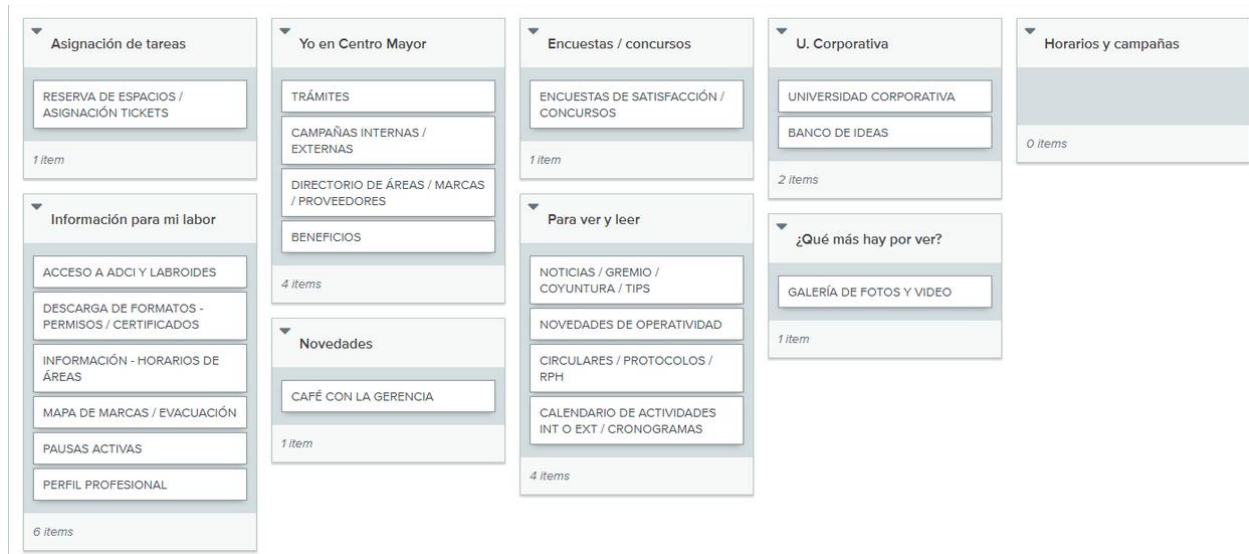 Asignación de tareas
RESERVA DE ESPACIOS /
ASIGNACIÓN TICKETS
1 item
Información para mi labor
ACCESO A ADCI Y LABROIDES
DESCARGA DE FORMATOS -
PERMISOS / CERTIFICADOS
INFORMACIÓN - HORARIOS DE
ÁREAS
MAPA DE MARCAS / EVACUACIÓN
PAUSAS ACTIVAS
PERFIL PROFESIONAL
6 items
Yo en Centro Mayor
TRÁMITES
CAMPAÑAS INTERNAS /
EXTERNAS
DIRECTORIO DE ÁREAS / MARCAS
/ PROVEEDORES
BENEFICIOS
4 items
Novedades
CAFÉ CON LA GERENCIA
1 item
Encuestas / concursos
ENCUESTAS DE SATISFACCIÓN /
CONCURSOS
1 item
Para ver y leer
NOTICIAS / GREMIO /
COYUNTURA / TIPS
NOVEDADES DE OPERATIVIDAD
CIRCULARES / PROTOCOLOS /
RPH
CALENDARIO DE ACTIVIDADES
INT O EXT / CRONOGRAMAS
4 items
U. Corporativa
UNIVERSIDAD CORPORATIVA
BANCO DE IDEAS
2 items
¿Qué más hay por ver?
GALERÍA DE FOTOS Y VIDEO
1 item
Horarios y campañas
0 items